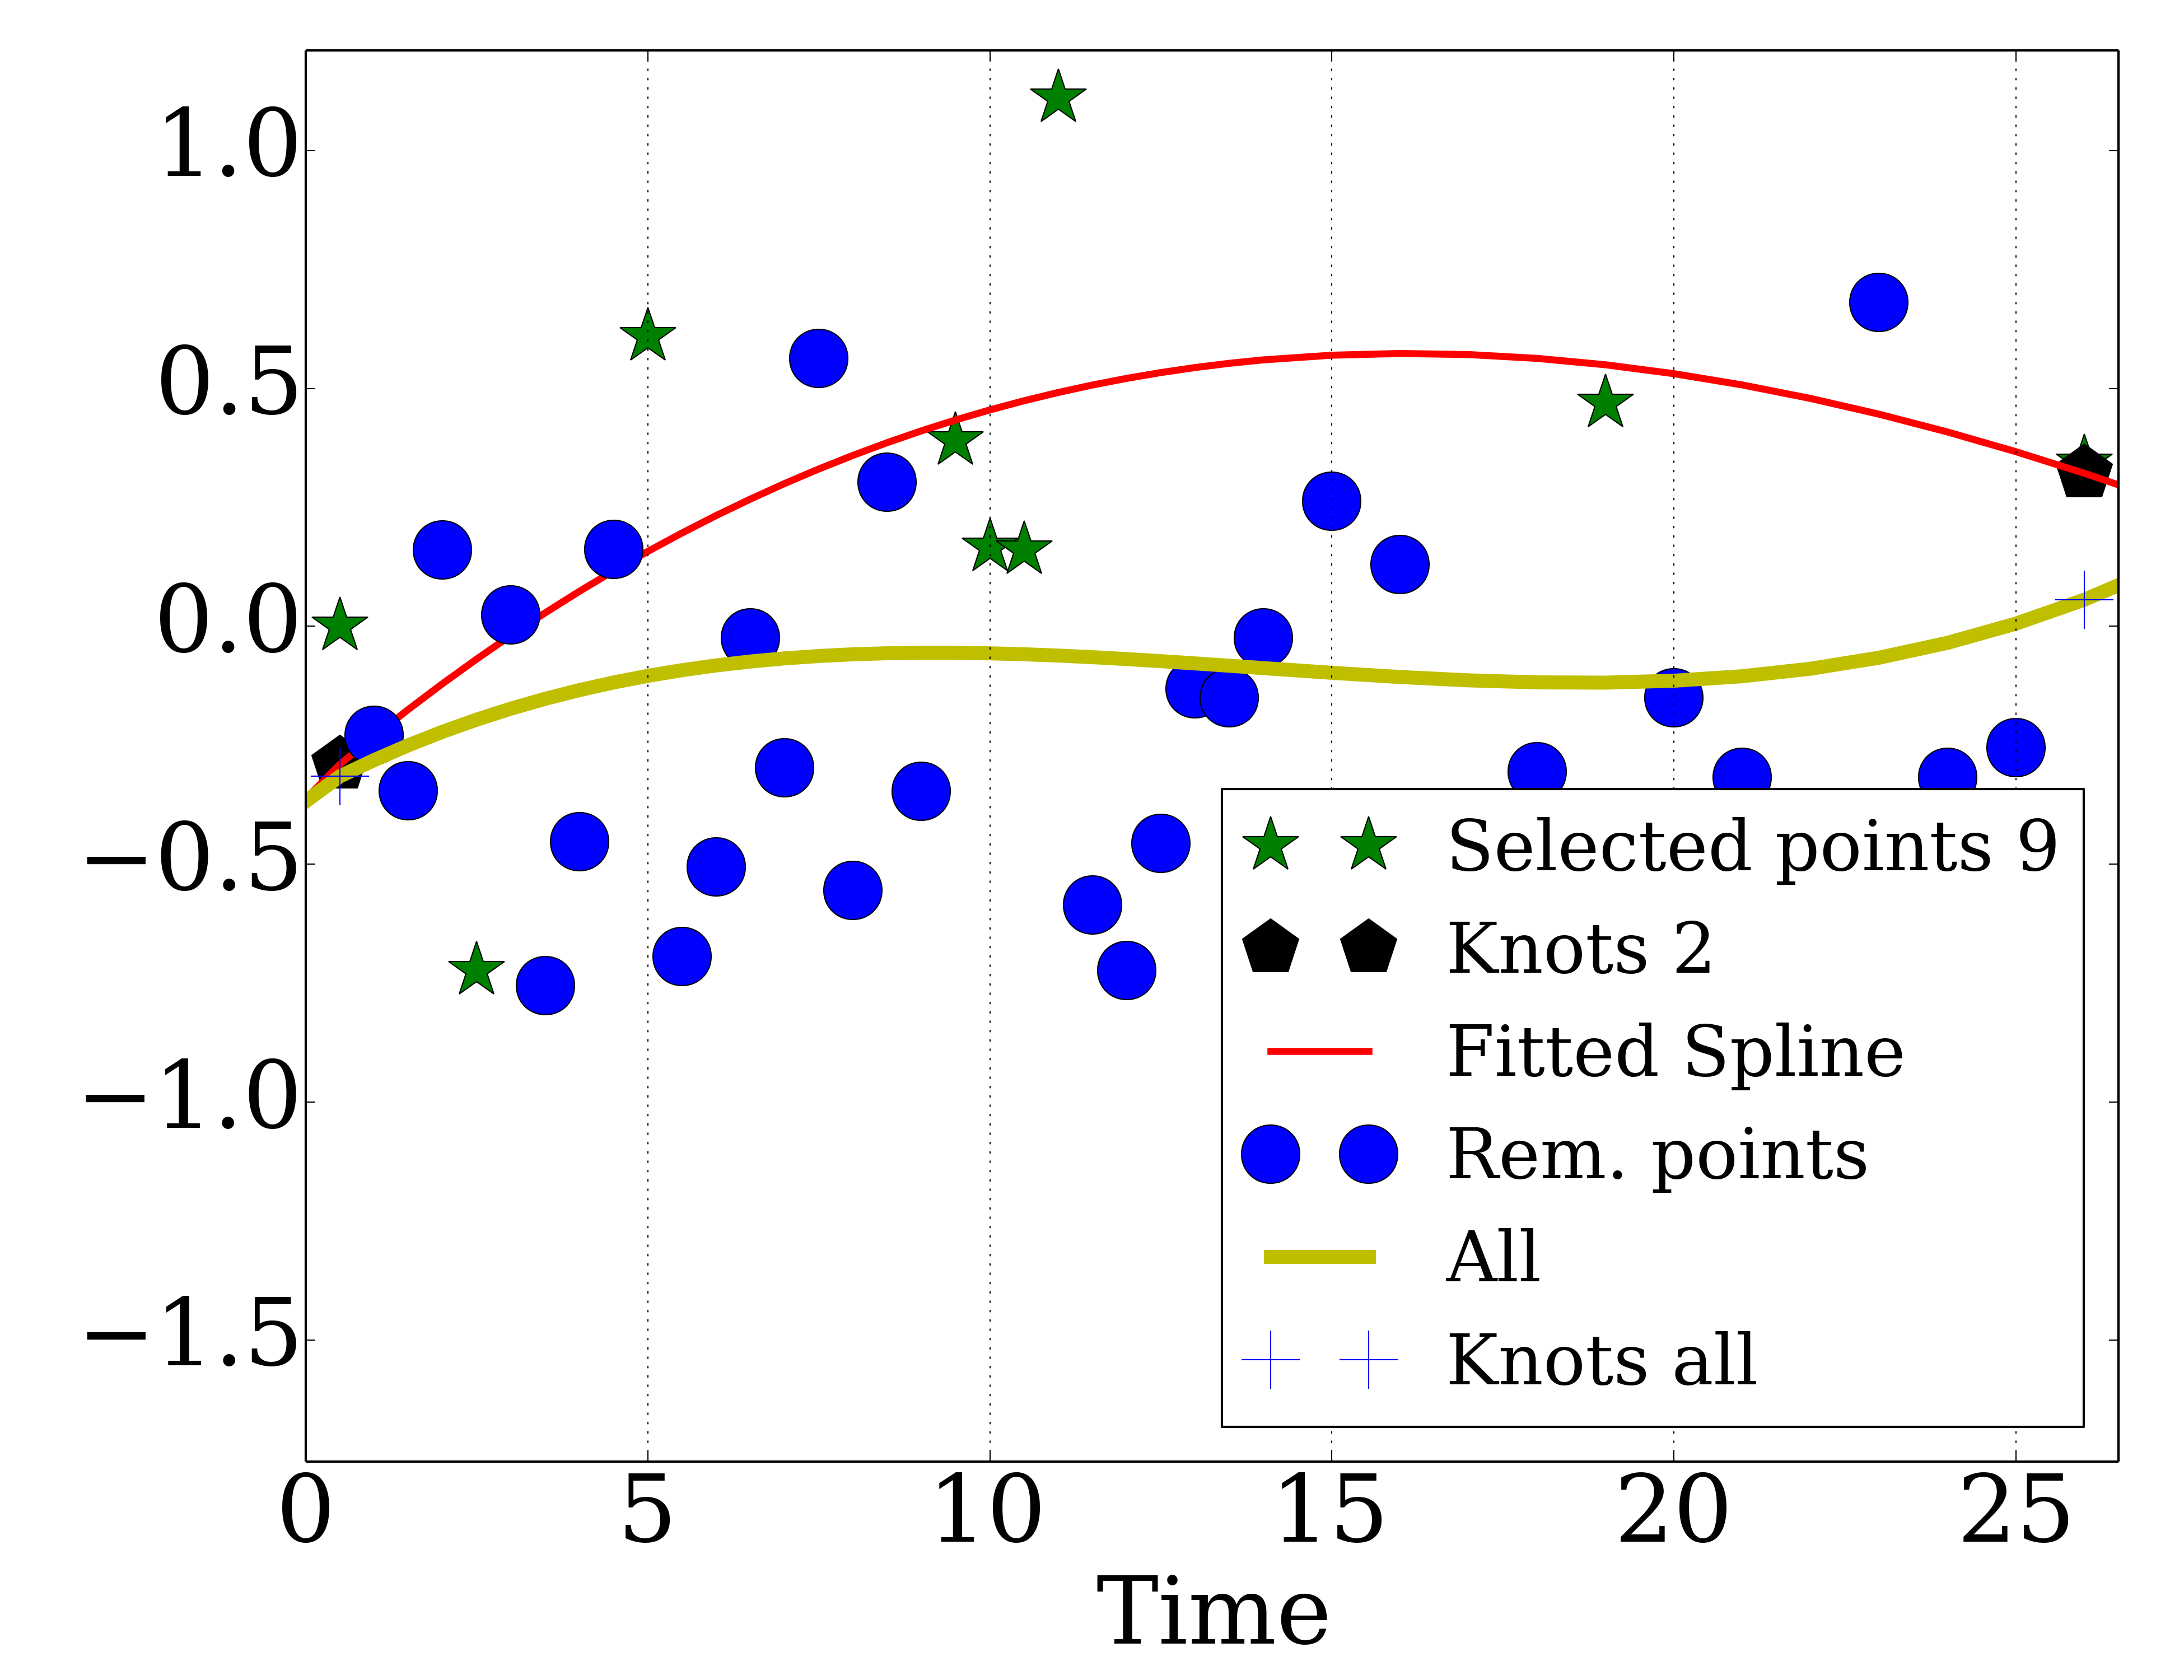 1.0
0.5
0.0
−0.5
−1.0
−1.5
Selected points 9
Knots 2
Fitted Spline
Rem. points
All
Knots all
0 5 10 15 20 25
Time